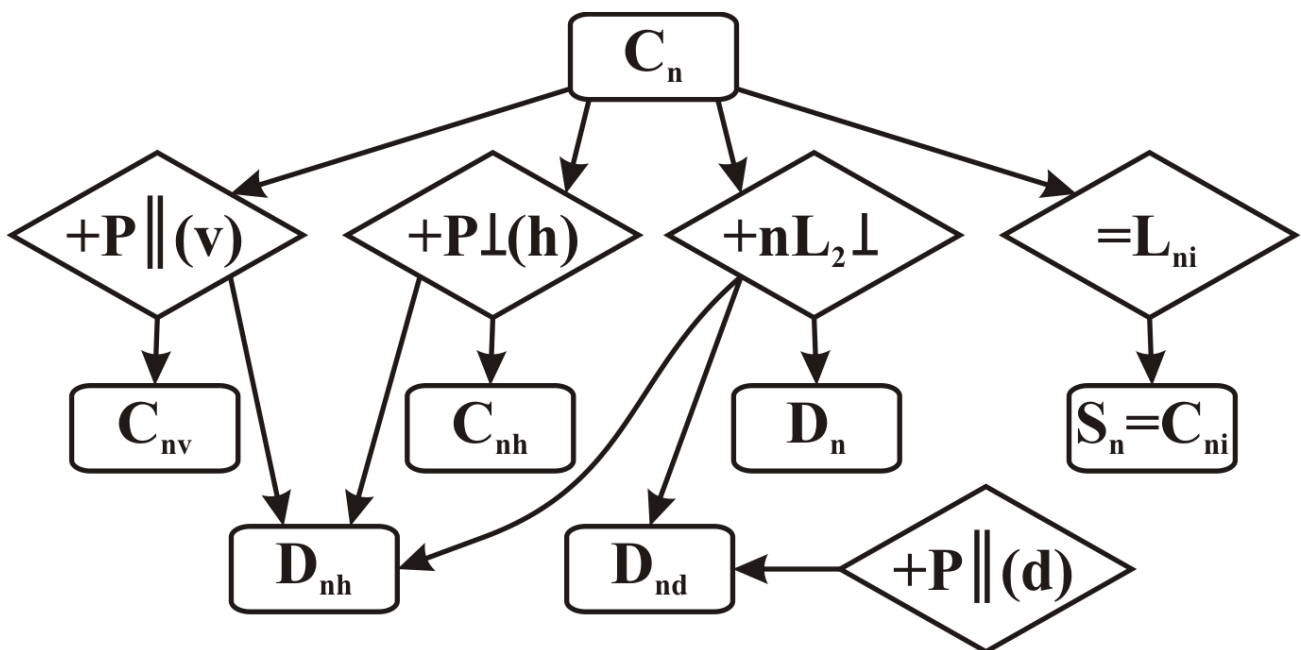 Cₙ
+P∥(v)
+P⊥(h)
+nL₂⊥
=Lₙᵢ
Cₙᵥ
Cₙₕ
Dₙ
Sₙ=Cₙᵢ
Dₙₕ
Dnd
+P∥(d)